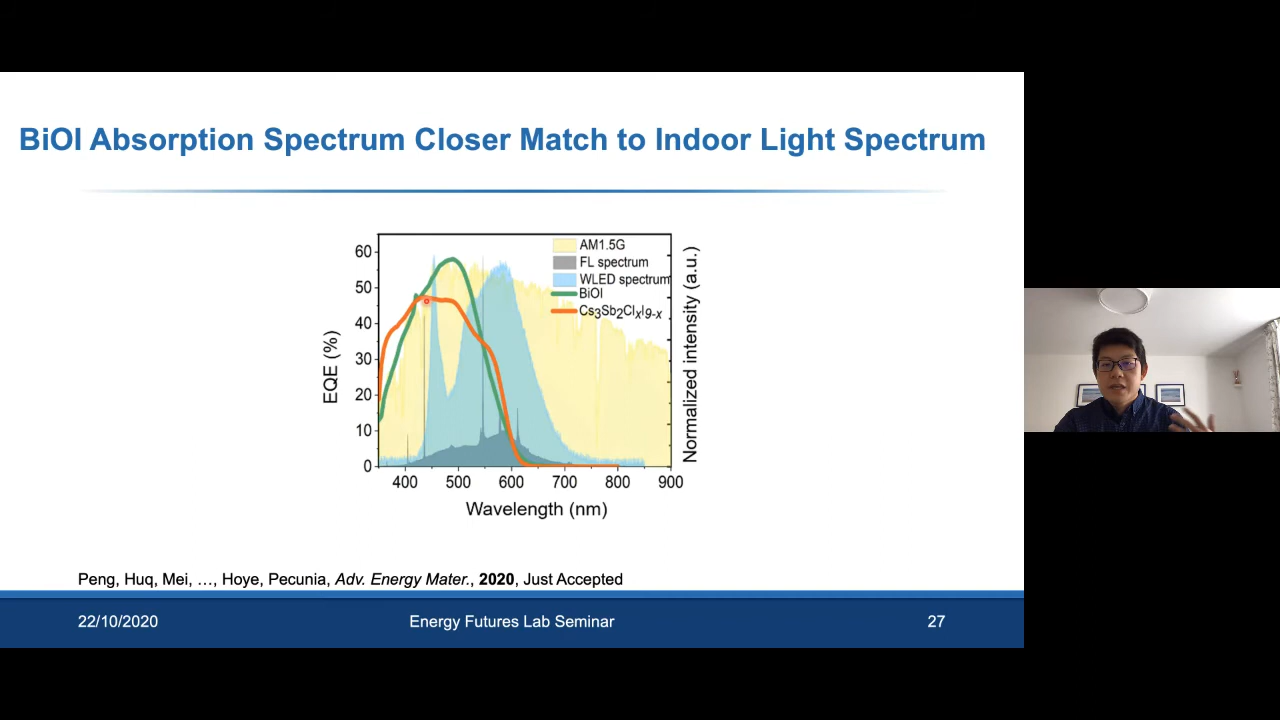 BiOI Absorption Spectrum Closer Match to Indoor Light Spectrum
AM1.5G
FL spectrum
WLED spectrum
BiOI
Cs3Sb2ClxI9-x
60
50
40
30
20
10
0
EQE (%)
Normalized intensity (a.u.)
400 500 600 700 800 900
Wavelength (nm)
Peng, Huq, Mei, …, Hoye, Pecunia, Adv. Energy Mater., 2020, Just Accepted
22/10/2020 Energy Futures Lab Seminar 27